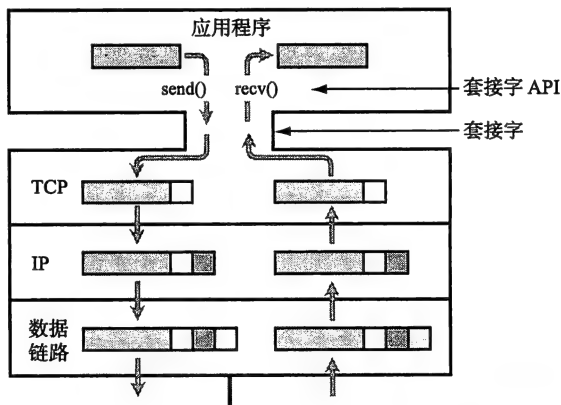 应用程序
send() recv()
套接字 API
套接字
TCP
IP
数据
链路